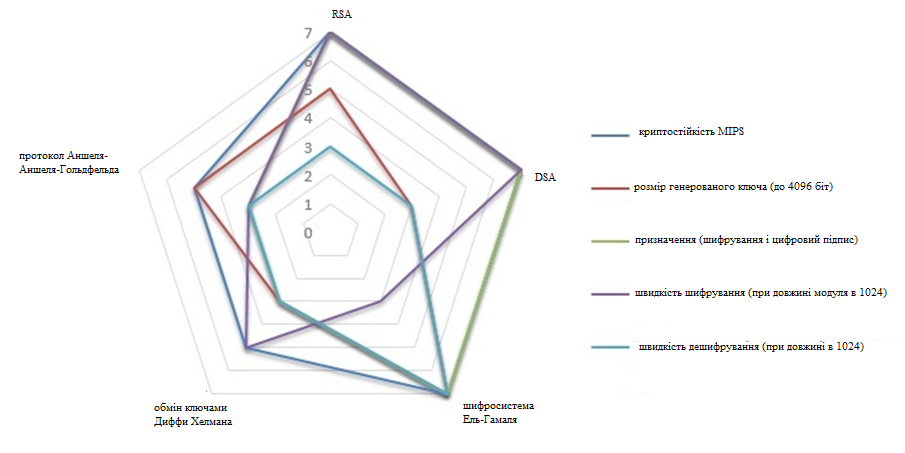 RSA
7
6
5
4
3
2
1
0
протокол Аншеля-
Аншеля-Гольдфельда
DSA
обмін ключами
Диффи Хелмана
шифросистема
Ель-Гамаля
криптостійкість MIPS
розмір генерованого ключа (до 4096 біт)
призначення (шифрування і цифровий підпис)
швидкість шифрування (при довжині модуля в 1024)
швидкість дешифрування (при довжині в 1024)